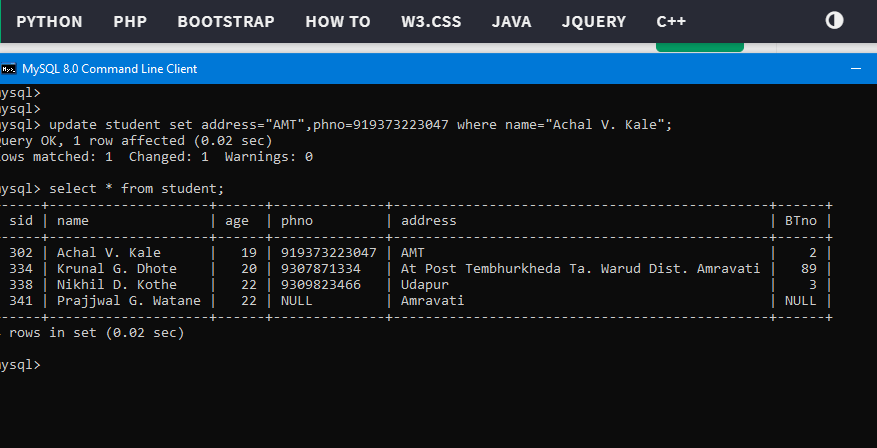 PYTHON PHP BOOTSTRAP HOW TO W3.CSS JAVA JQUERY C++
MySQL 8.0 Command Line Client
ysql>
ysql>
ysql> update student set address="AMT",phno=919373223047 where name="Achal V. Kale";
uery OK, 1 row affected (0.02 sec)
ows matched: 1  Changed: 1  Warnings: 0
ysql> select * from student;
-----+--------------------+------+--------------+-----------------------------------------------+------+
sid | name | age | phno | address | BTno |
-----+--------------------+------+--------------+-----------------------------------------------+------+
302 | Achal V. Kale | 19 | 919373223047 | AMT | 2 |
334 | Krunal G. Dhote | 20 | 9307871334 | At Post Tembhurkheda Ta. Warud Dist. Amravati | 89 |
338 | Nikhil D. Kothe | 22 | 9309823466 | Udapur | 3 |
341 | Prajjwal G. Watane | 22 | NULL | Amravati | NULL |
-----+--------------------+------+--------------+-----------------------------------------------+------+
rows in set (0.02 sec)
ysql>